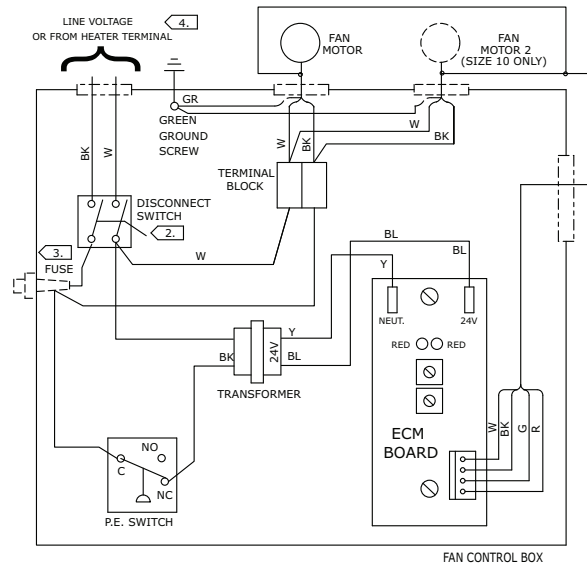 LINE VOLTAGE
OR FROM HEATER TERMINAL
4.
FAN
MOTOR
FAN
MOTOR 2
(SIZE 10 ONLY)
GR
GREEN
GROUND
SCREW
BK
W
W
BK
W
BK
TERMINAL
BLOCK
DISCONNECT
SWITCH
2.
3.
FUSE
W
BL
BL
Y
NEUT.
24V
Y
BK
24V
BL
TRANSFORMER
RED
RED
W
BK
G
R
ECM
BOARD
NO
C
NC
P.E. SWITCH
FAN CONTROL BOX